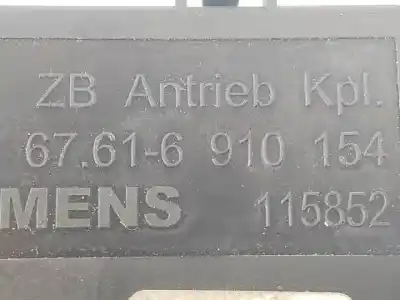 ZB Antrieb Kpl.
67.61-6 910 154
MENS 115852